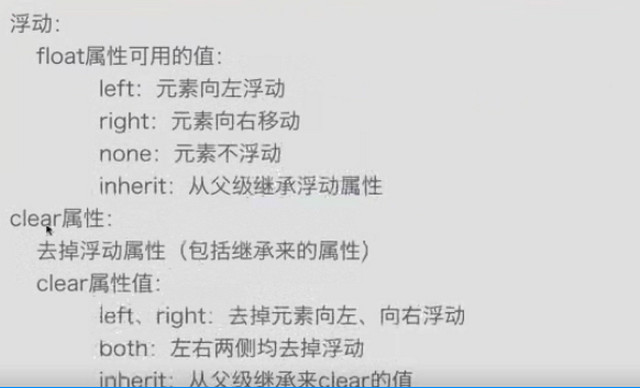 浮动：
float属性可用的值：
left：元素向左浮动
right：元素向右移动
none：元素不浮动
inherit：从父级继承浮动属性
clear属性：
去掉浮动属性（包括继承来的属性）
clear属性值：
left、right：去掉元素向左、向右浮动
both：左右两侧均去掉浮动
inherit：从父级继承来clear的值